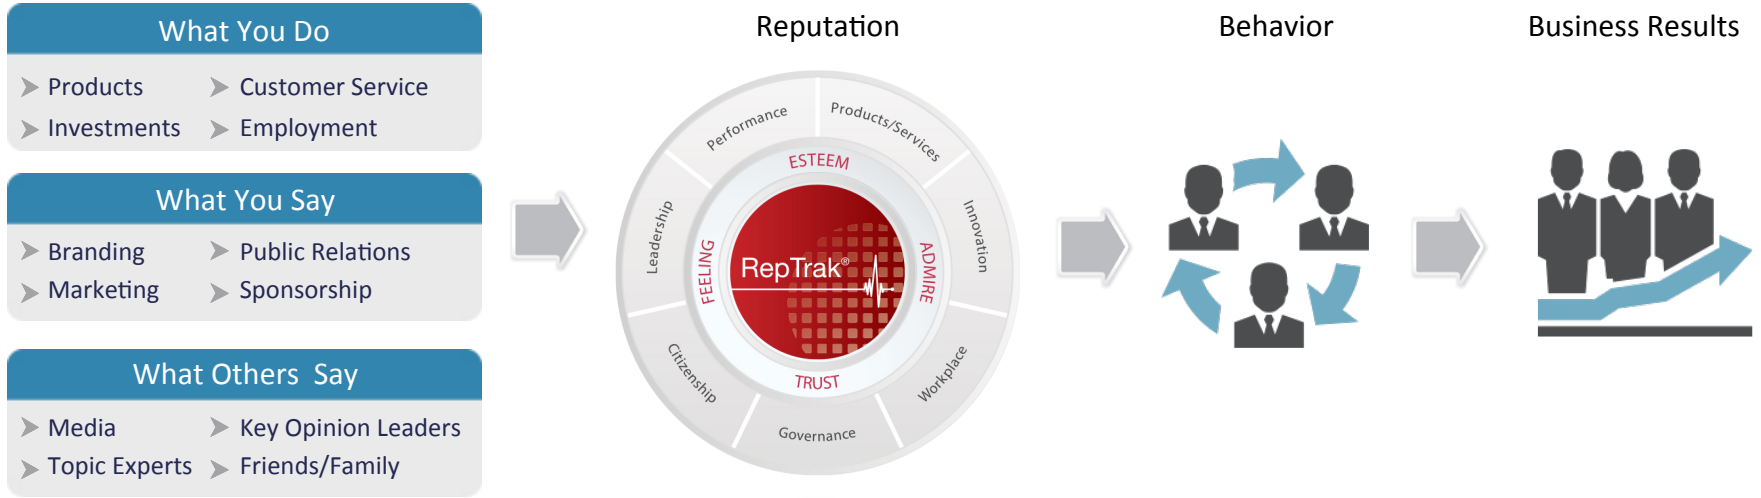 What You Do
Products
Customer Service
Investments
Employment
What You Say
Branding
Public Relations
Marketing
Sponsorship
What Others  Say
Media
Key Opinion Leaders
Topic Experts
Friends/Family
Reputation
Performance
Products/Services
Innovation
Workplace
Governance
Citizenship
Leadership
ESTEEM
ADMIRE
TRUST
FEELING
RepTrak®
Behavior
Business Results